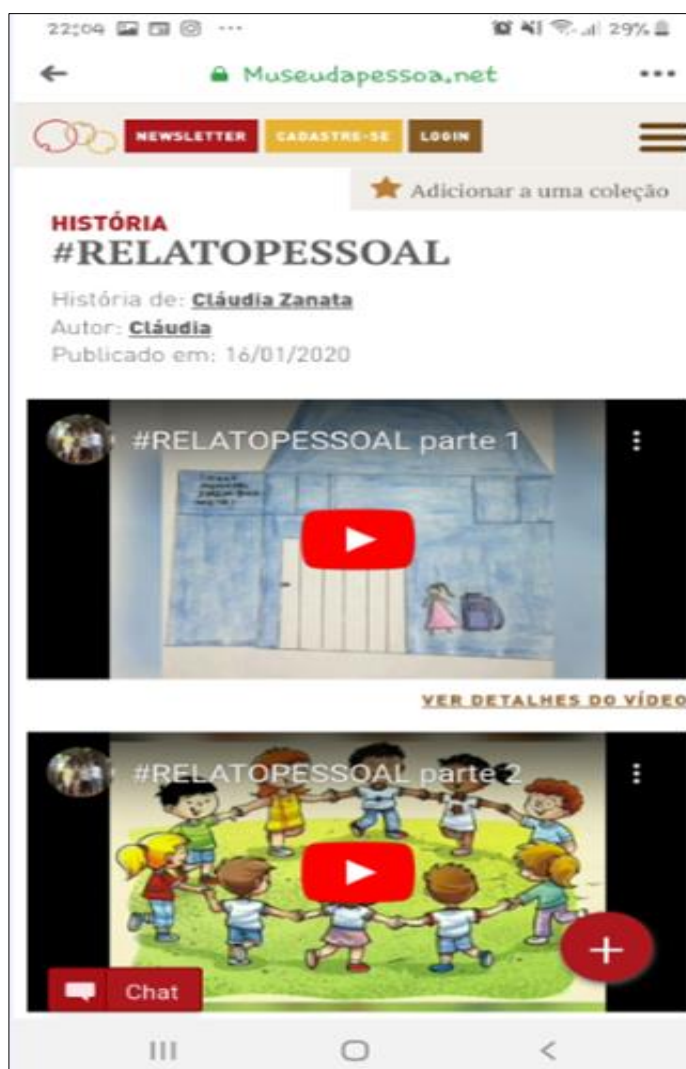 22:09 ... 29%
Museudapessoa.net
NEWSLETTER CADASTRE-SE LOGIN
Adicionar a uma coleção
HISTÓRIA
#RELATOPESSOAL
História de: Cláudia Zanata
Autor: Cláudia
Publicado em: 16/01/2020
#RELATOPESSOAL parte 1
VER DETALHES DO VÍDEO
#RELATOPESSOAL parte 2
Chat